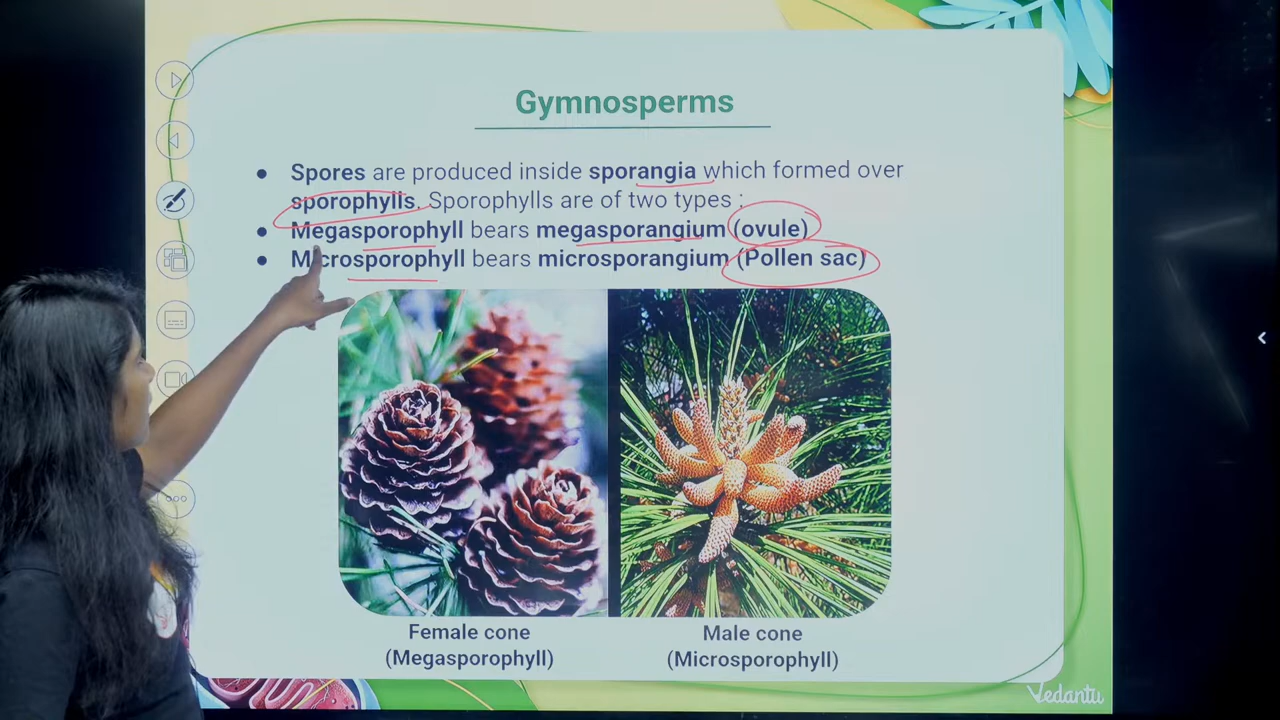 Gymnosperms
Spores are produced inside sporangia which formed over
sporophylls. Sporophylls are of two types :
Megasporophyll bears megasporangium (ovule)
Microsporophyll bears microsporangium (Pollen sac)
Female cone
(Megasporophyll)
Male cone
(Microsporophyll)
Vedantu